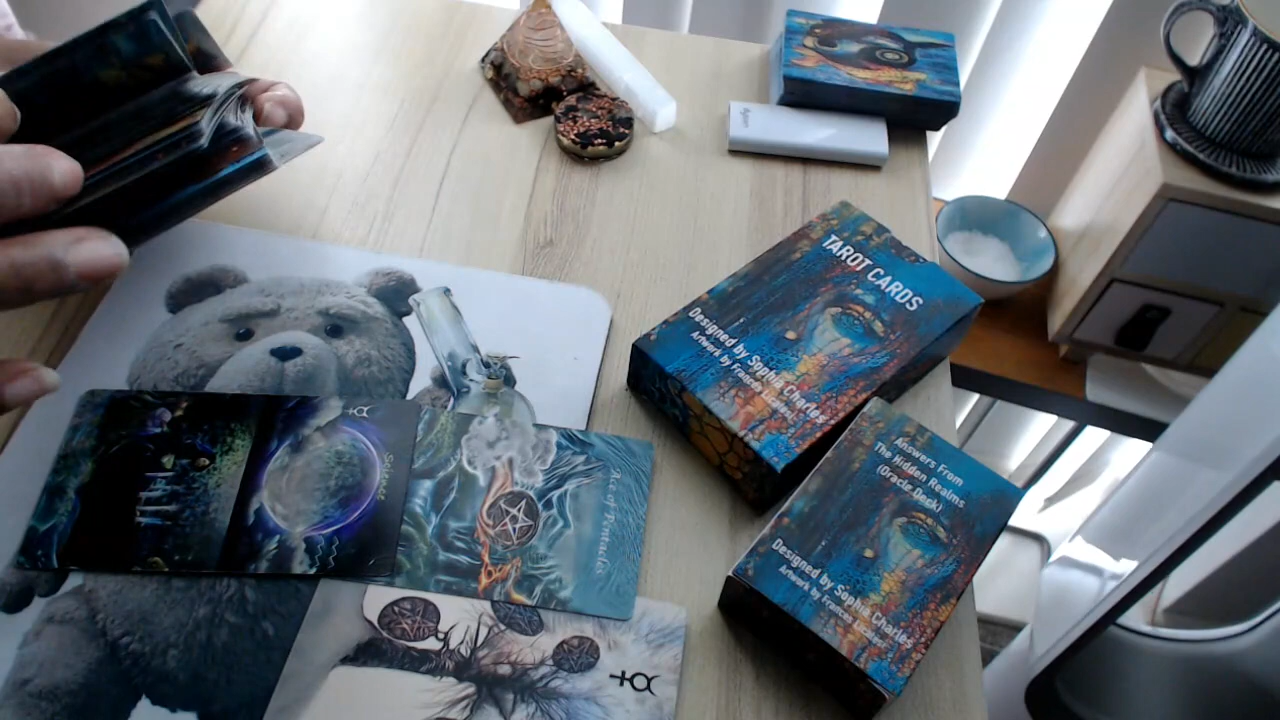 TAROT CARDS
Designed by Sophia Charles
Artwork by Frances
Answers From
The Hidden Realms
(Oracle Deck)
Designed by Sophia Charles
Artwork by Frances
Science
Ace of Pentacles